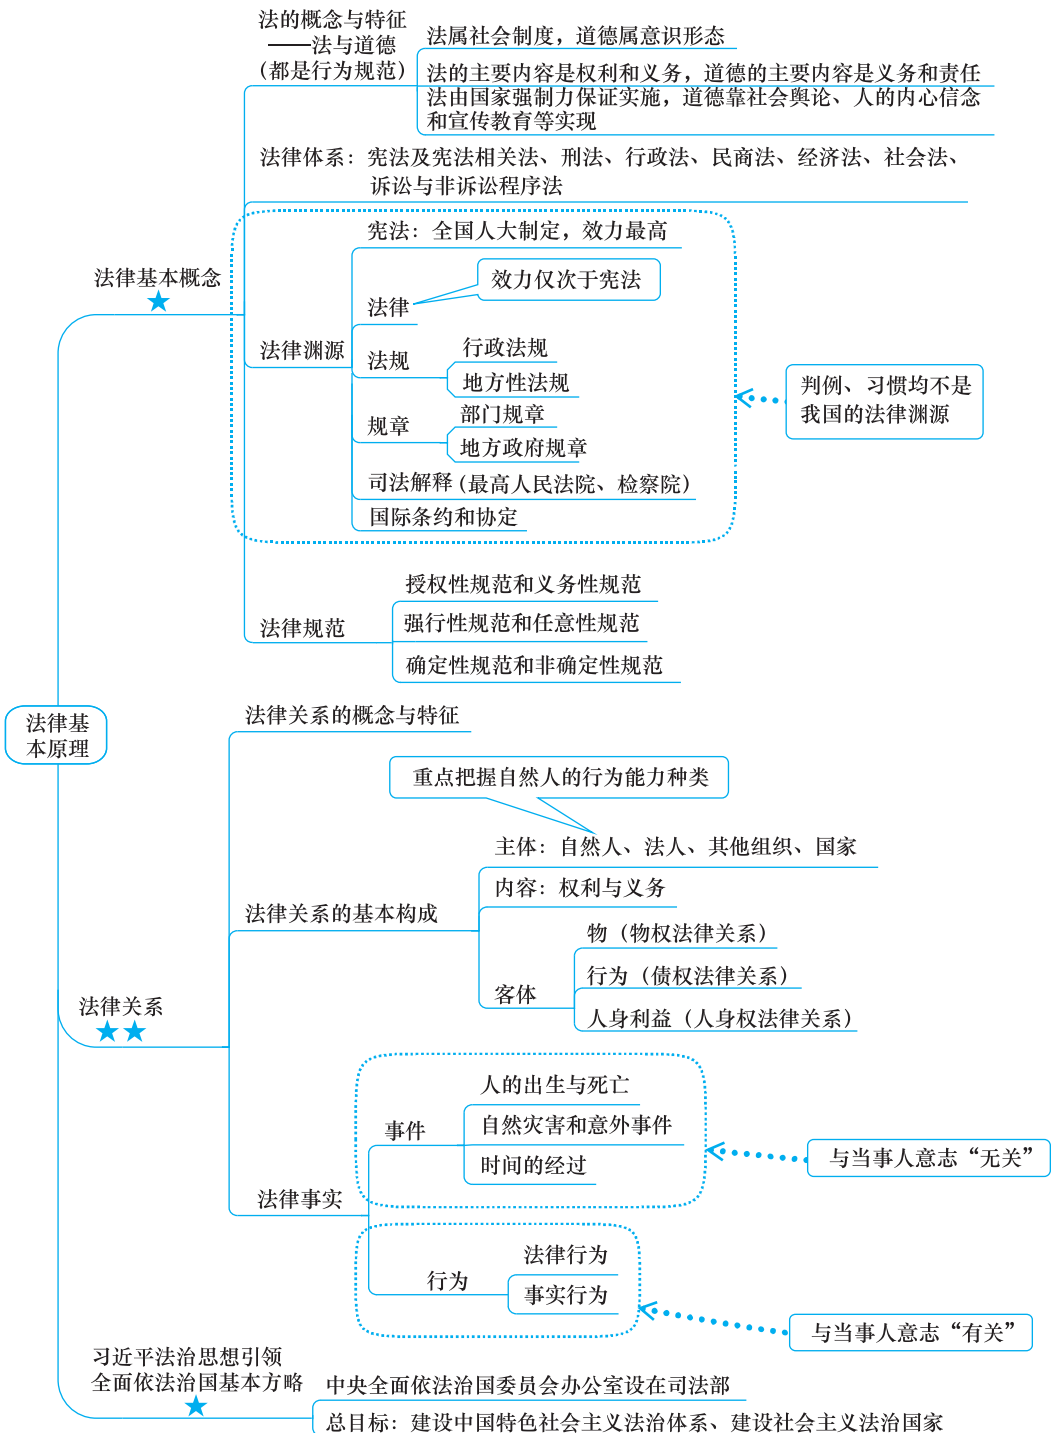 法的概念与特征
——法与道德
(都是行为规范)
法属社会制度，道德属意识形态
法的主要内容是权利和义务，道德的主要内容是义务和责任
法由国家强制力保证实施，道德靠社会舆论、人的内心信念
和宣传教育等实现
法律体系：宪法及宪法相关法、刑法、行政法、民商法、经济法、社会法、
诉讼与非诉讼程序法
法律基本概念
宪法：全国人大制定，效力最高
效力仅次于宪法
法律
法律渊源
法规
行政法规
地方性法规
规章
部门规章
地方政府规章
司法解释(最高人民法院、检察院)
国际条约和协定
判例、习惯均不是
我国的法律渊源
法律规范
授权性规范和义务性规范
强行性规范和任意性规范
确定性规范和非确定性规范
法律基
本原理
法律关系的概念与特征
重点把握自然人的行为能力种类
主体：自然人、法人、其他组织、国家
法律关系的基本构成
内容：权利与义务
客体
物（物权法律关系）
行为（债权法律关系）
人身利益（人身权法律关系）
法律关系
人的出生与死亡
事件
自然灾害和意外事件
时间的经过
与当事人意志“无关”
法律事实
法律行为
行为
事实行为
与当事人意志“有关”
习近平法治思想引领
全面依法治国基本方略
中央全面依法治国委员会办公室设在司法部
总目标：建设中国特色社会主义法治体系、建设社会主义法治国家